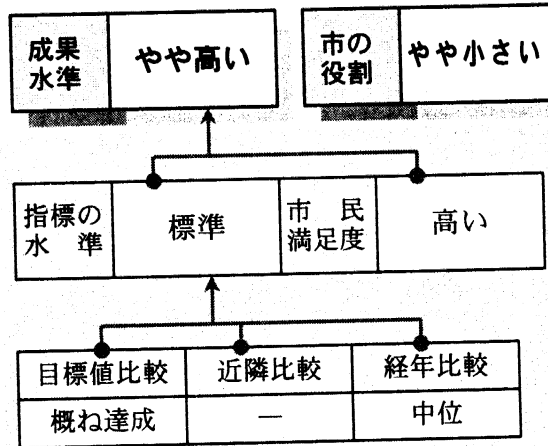 成果
水準
やや高い
市の
役割
やや小さい
指標の
水　準
標準
市　民
満足度
高い
目標値比較
近隣比較
経年比較
概ね達成
―
中位